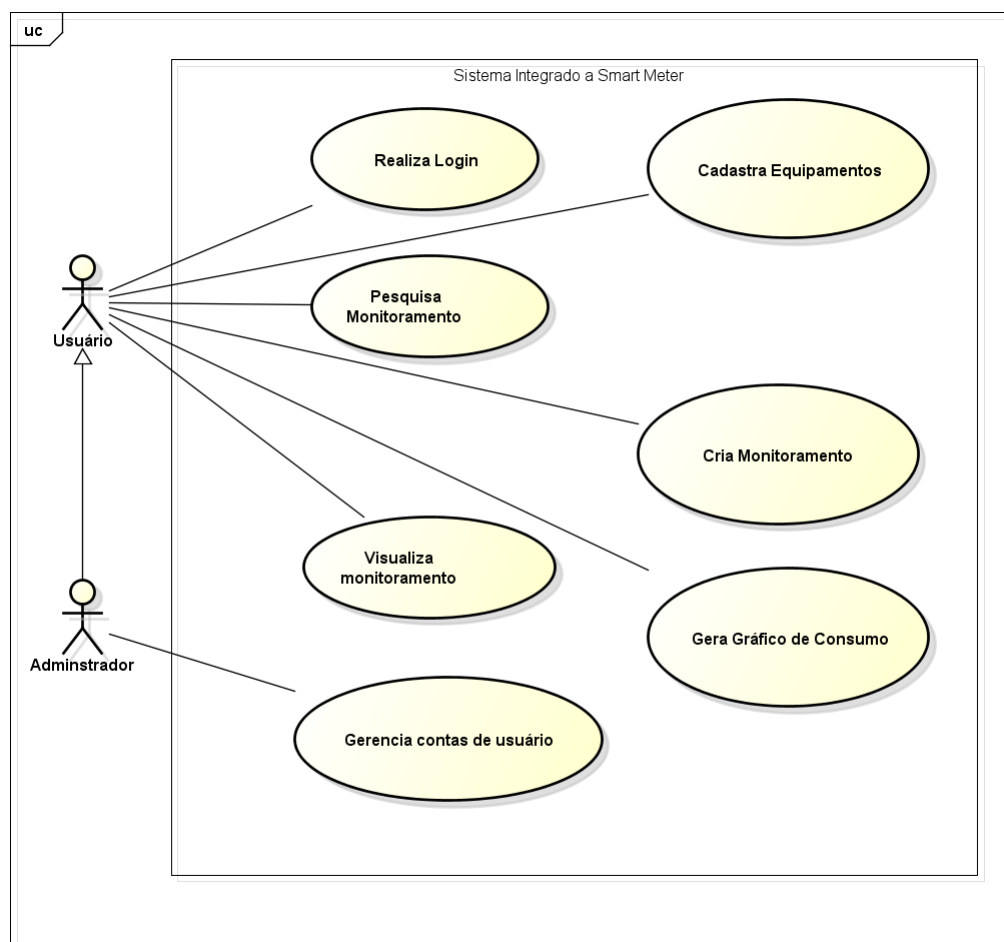 uc
Sistema Integrado a Smart Meter
Realiza Login
Cadastra Equipamentos
Pesquisa
Monitoramento
Usuário
Cria Monitoramento
Visualiza
monitoramento
Gera Gráfico de Consumo
Adminstrador
Gerencia contas de usuário